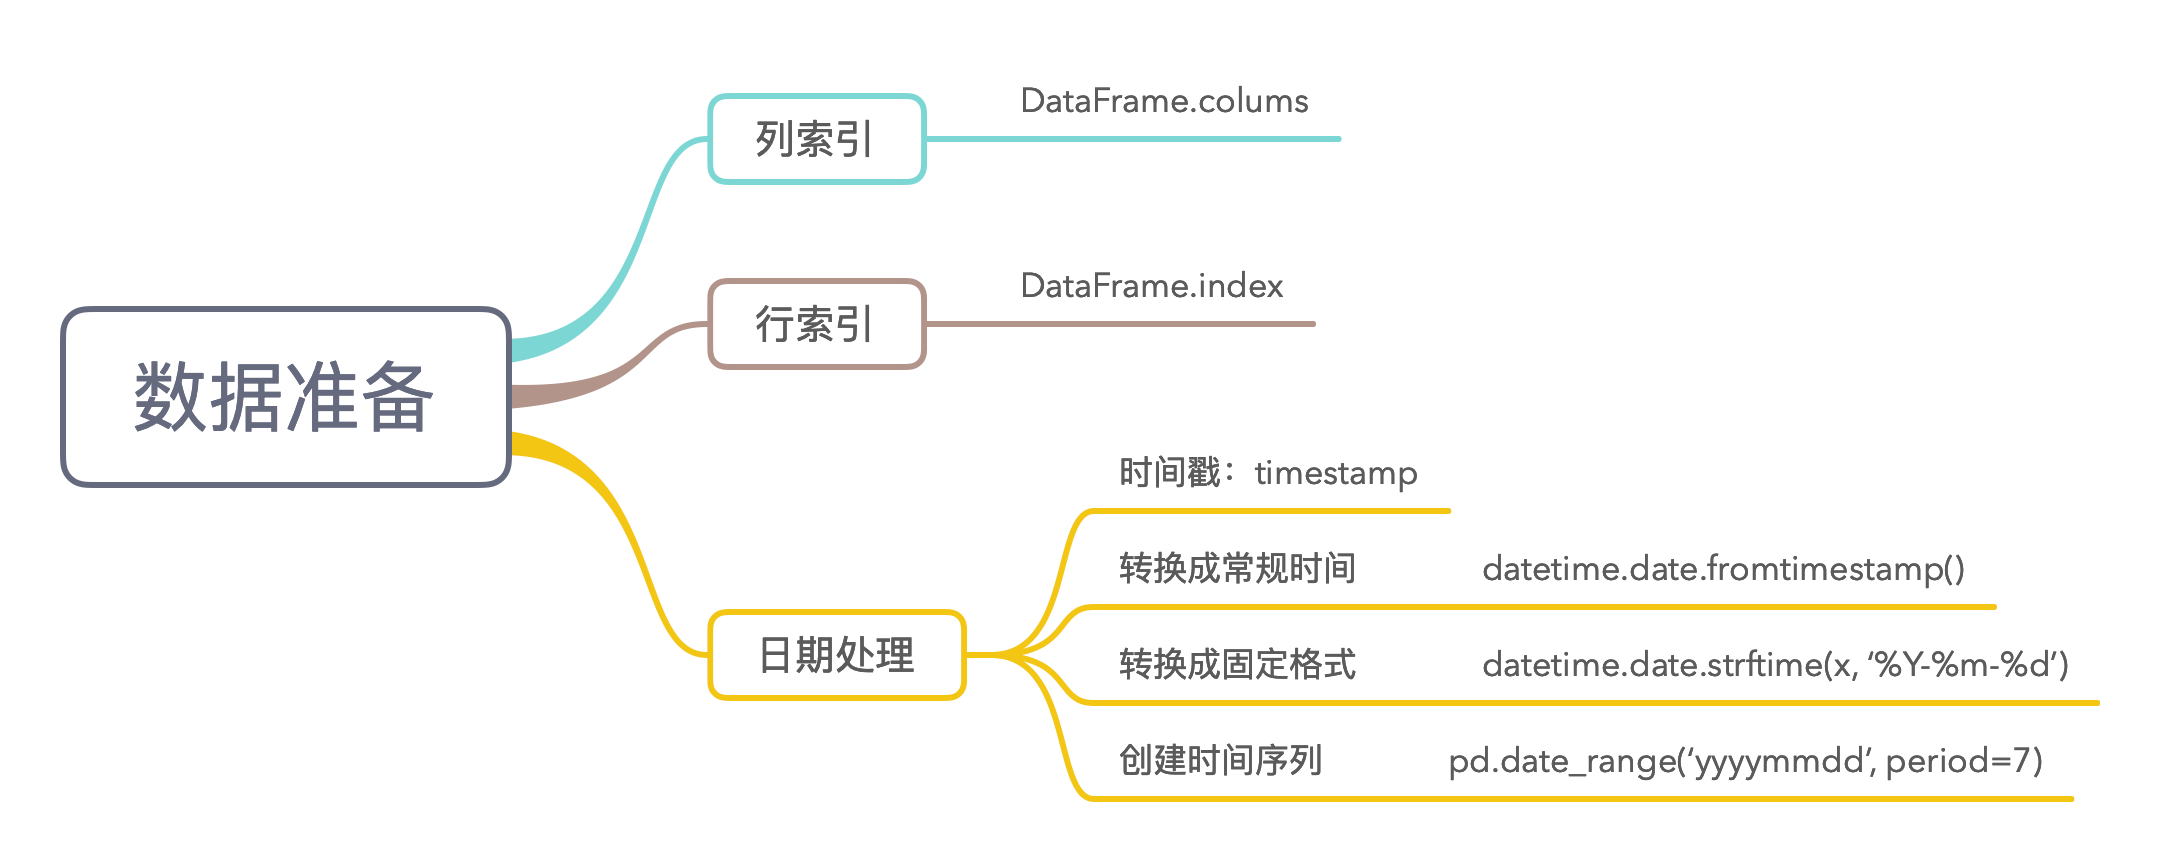 数据准备
列索引
DataFrame.colums
行索引
DataFrame.index
日期处理
时间戳：timestamp
转换成常规时间 datetime.date.fromtimestamp()
转换成固定格式 datetime.date.strftime(x, ‘%Y-%m-%d’)
创建时间序列 pd.date_range(‘yyyymmdd‘, period=7)